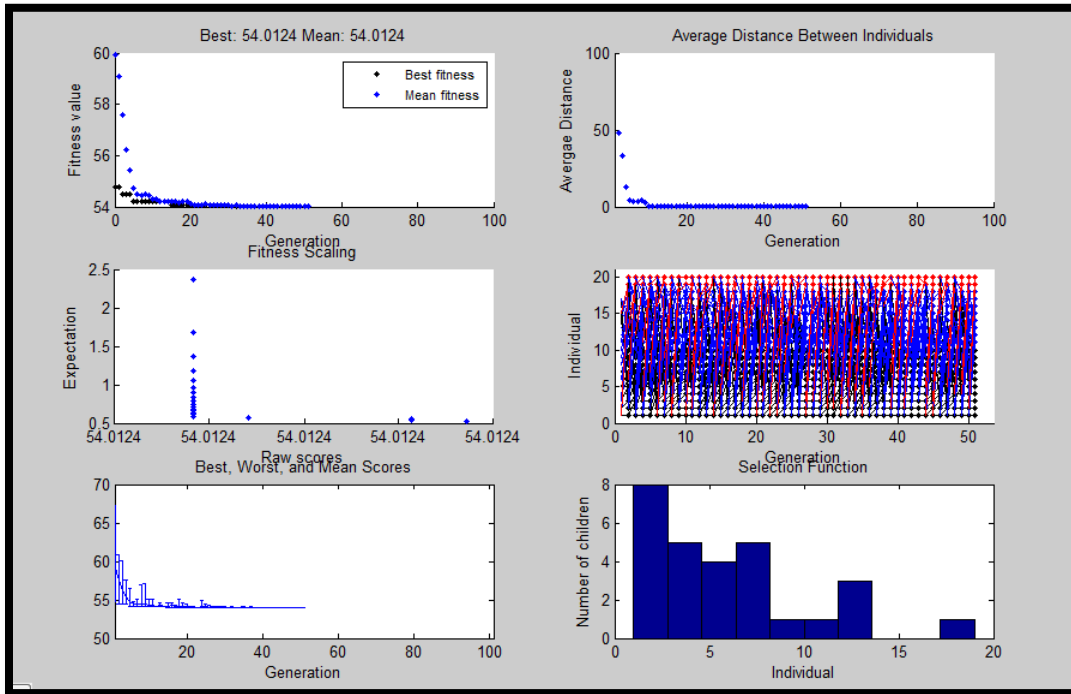 Best: 54.0124 Mean: 54.0124
60
58
56
54
Fitness value
Best fitness
Mean fitness
0 20 40 60 80 100
Generation
Average Distance Between Individuals
100
50
0
Avergae Distance
20 40 60 80 100
Generation
Fitness Scaling
2.5
2
1.5
1
0.5
Expectation
54.0124 54.0124 54.0124 54.0124 54.0124
Raw scores
20
15
10
5
0
Individual
0 10 20 30 40 50
Generation
Best, Worst, and Mean Scores
70
65
60
55
50
20 40 60 80 100
Generation
Selection Function
8
6
4
2
0
Number of children
0 5 10 15 20
Individual